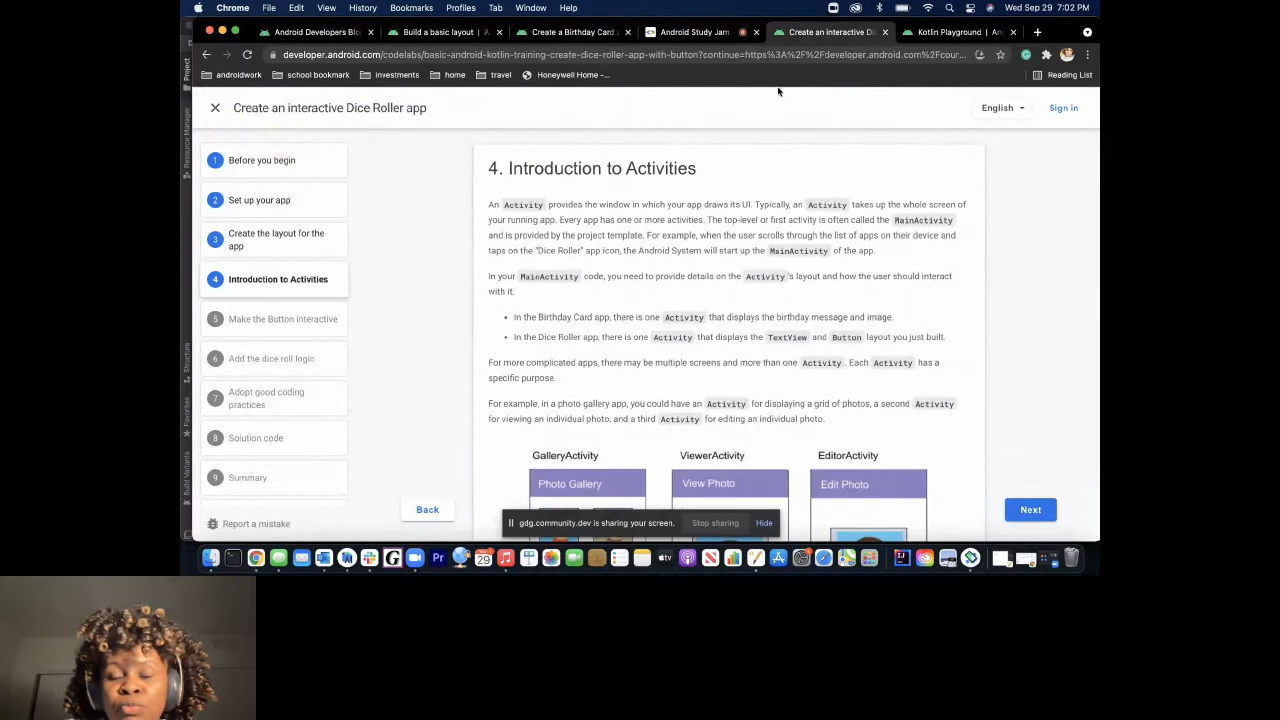 Chrome File Edit View History Bookmarks Profiles Tab Window Help Wed Sep 29 7:02 PM
Android Developers Blo Build a basic layout | A Create a Birthday Card a Android Study Jam Create an interactive D Kotlin Playground | An
developer.android.com/codelabs/basic-android-kotlin-training-create-dice-roller-app-with-button?continue=https%3A%2F%2Fdeveloper.android.com%2Fcour...
androidwork school bookmark investments home travel Honeywell Home -... Reading List
Project
Create an interactive Dice Roller app
English
Sign in
Resource Manager
Structure
Favorites
Build Variants
1 Before you begin
2 Set up your app
3 Create the layout for the
app
4 Introduction to Activities
5 Make the Button interactive
6 Add the dice roll logic
7 Adopt good coding
practices
8 Solution code
9 Summary
Report a mistake
4. Introduction to Activities
An Activity provides the window in which your app draws its UI. Typically, an Activity takes up the whole screen of
your running app. Every app has one or more activities. The top-level or first activity is often called the MainActivity
and is provided by the project template. For example, when the user scrolls through the list of apps on their device and
taps on the "Dice Roller" app icon, the Android System will start up the MainActivity of the app.
In your MainActivity code, you need to provide details on the Activity's layout and how the user should interact
with it.
• In the Birthday Card app, there is one Activity that displays the birthday message and image.
• In the Dice Roller app, there is one Activity that displays the TextView and Button layout you just built.
For more complicated apps, there may be multiple screens and more than one Activity. Each Activity has a
specific purpose.
For example, in a photo gallery app, you could have an Activity for displaying a grid of photos, a second Activity
for viewing an individual photo, and a third Activity for editing an individual photo.
GalleryActivity ViewerActivity EditorActivity
Photo Gallery View Photo Edit Photo
Back
Next
gdg.community.dev is sharing your screen. Stop sharing Hide